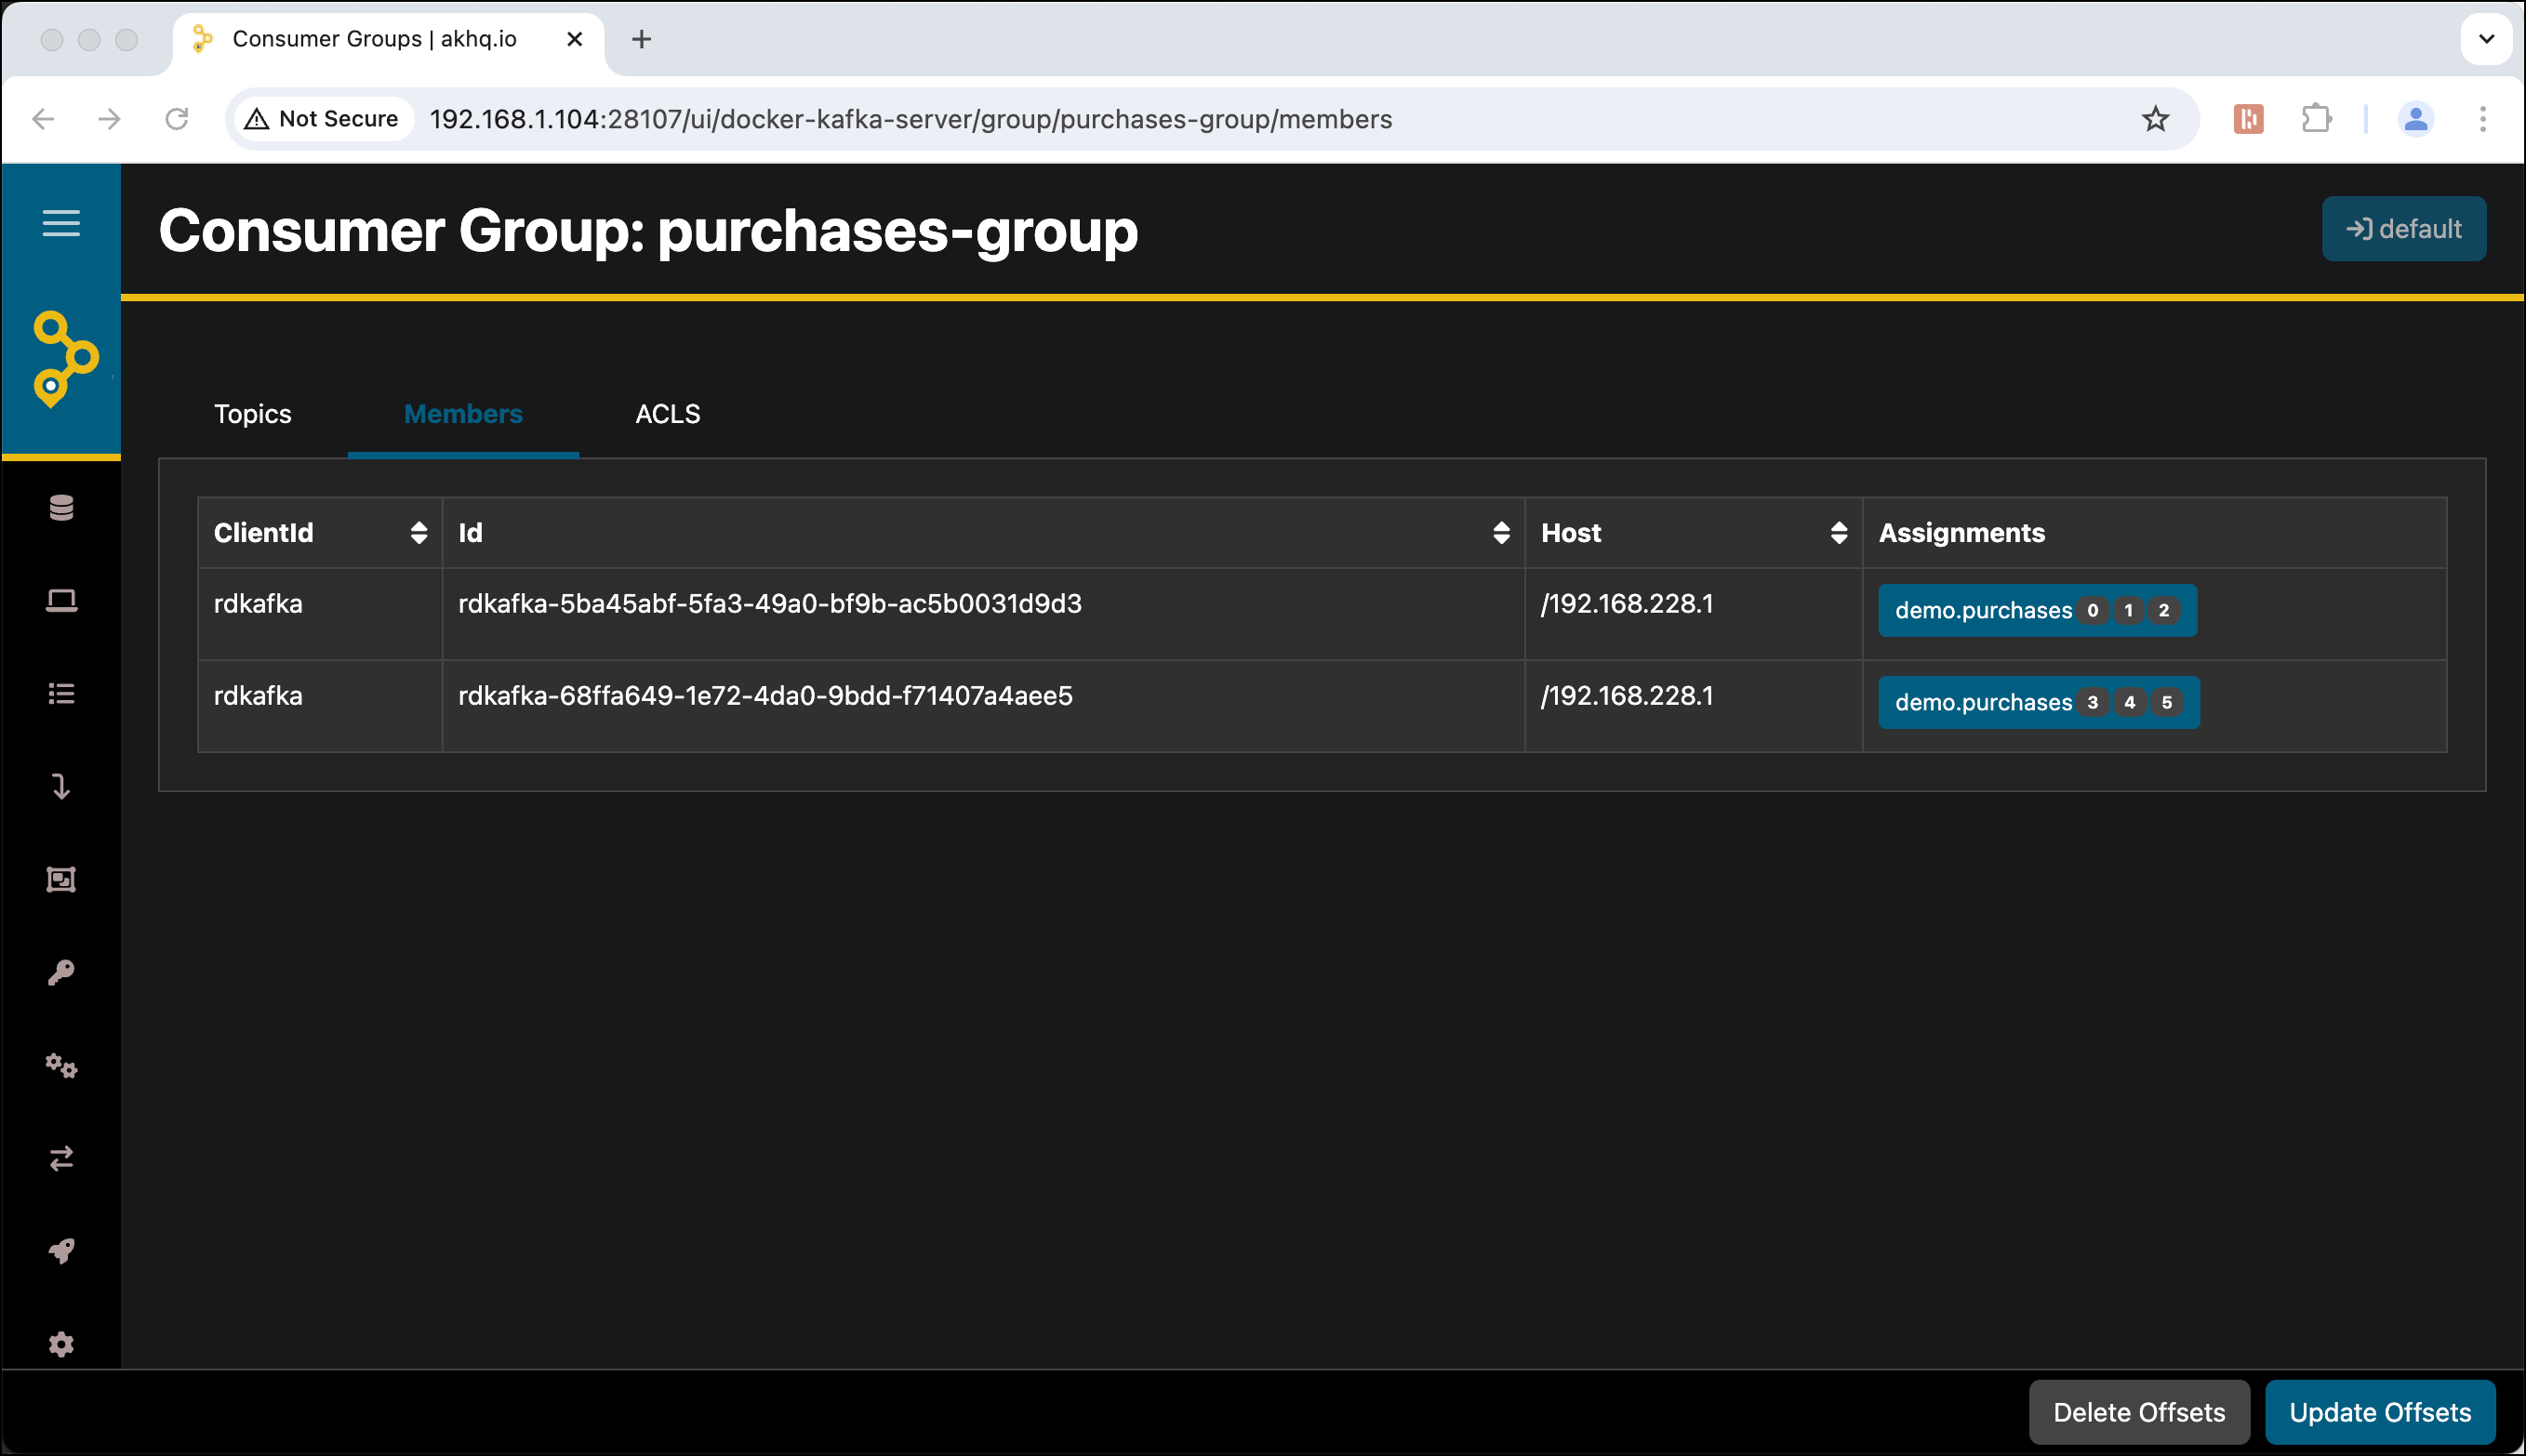 Consumer Groups | akhq.io
Not Secure 192.168.1.104:28107/ui/docker-kafka-server/group/purchases-group/members
Consumer Group: purchases-group
default
Topics Members ACLS
ClientId Id Host Assignments
rdkafka rdkafka-5ba45abf-5fa3-49a0-bf9b-ac5b0031d9d3 /192.168.228.1 demo.purchases 0 1 2
rdkafka rdkafka-68ffa649-1e72-4da0-9bdd-f71407a4aee5 /192.168.228.1 demo.purchases 3 4 5
Delete Offsets Update Offsets